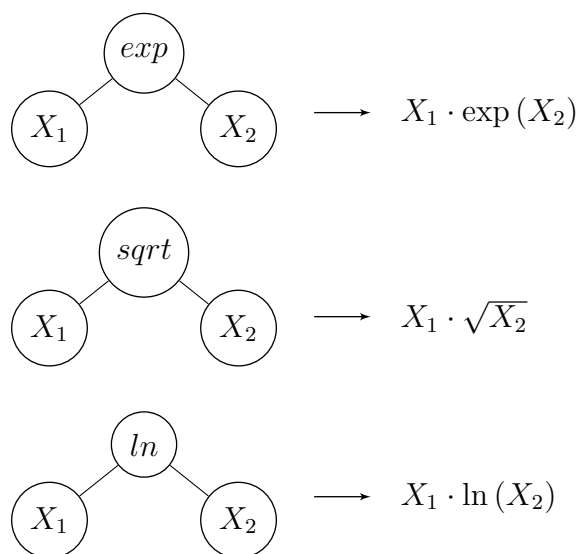 exp
X₁ X₂ → X₁ · exp (X₂)
sqrt
X₁ X₂ → X₁ · √X₂
ln
X₁ X₂ → X₁ · ln (X₂)